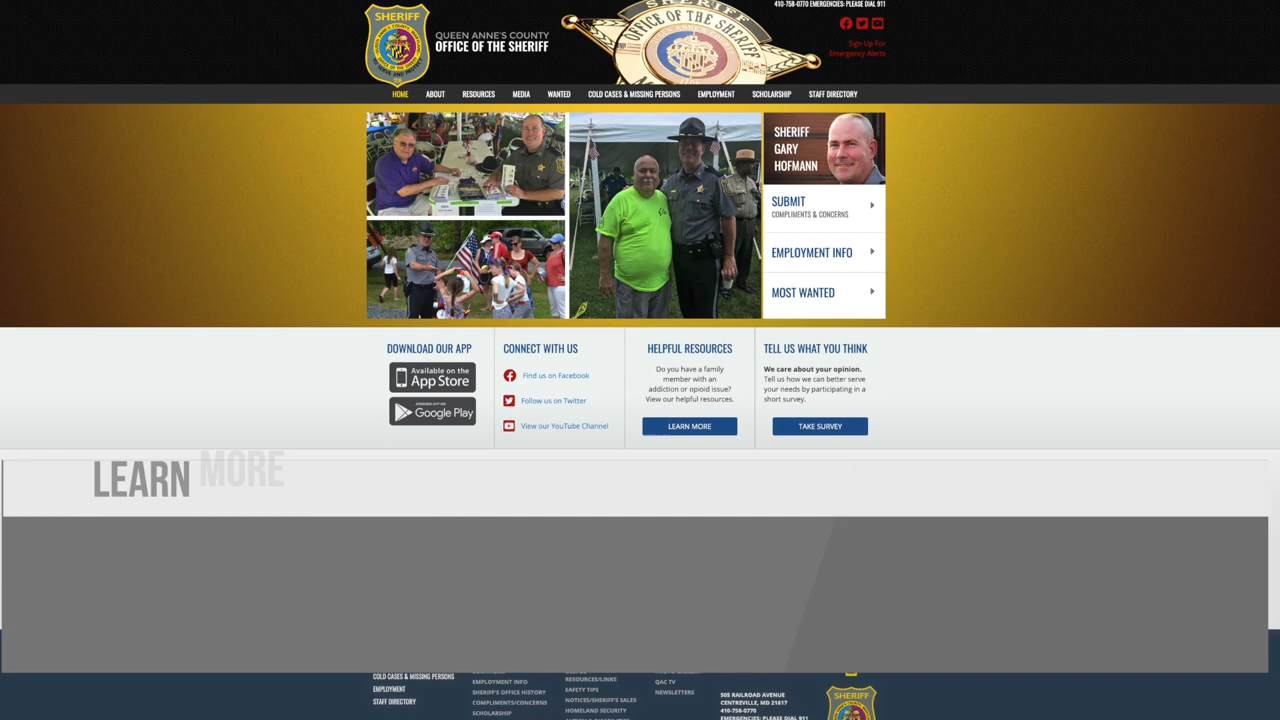 410-758-0770 EMERGENCIES: PLEASE DIAL 911
SHERIFF
QUEEN ANNE'S COUNTY
OFFICE OF THE SHERIFF
SHERIFF
OFFICE OF THE SHERIFF
Sign Up For
Emergency Alerts
HOME ABOUT RESOURCES MEDIA WANTED COLD CASES & MISSING PERSONS EMPLOYMENT SCHOLARSHIP STAFF DIRECTORY
SHERIFF
GARY
HOFMANN
SUBMIT
COMPLIMENTS & CONCERNS
EMPLOYMENT INFO
MOST WANTED
DOWNLOAD OUR APP
Available on the
App Store
Google Play
CONNECT WITH US
Find us on Facebook
Follow us on Twitter
View our YouTube Channel
HELPFUL RESOURCES
Do you have a family
member with an
addiction or opioid issue?
View our helpful resources.
LEARN MORE
TELL US WHAT YOU THINK
We care about your opinion.
Tell us how we can better serve
your needs by participating in a
short survey.
TAKE SURVEY
LEARN MORE
COLD CASES & MISSING PERSONS
EMPLOYMENT
STAFF DIRECTORY
EMPLOYMENT INFO
SHERIFF'S OFFICE HISTORY
COMPLIMENTS/CONCERNS
SCHOLARSHIP
RESOURCES/LINKS
SAFETY TIPS
NOTICES/SHERIFF'S SALES
HOMELAND SECURITY
QAC TV
NEWSLETTERS
505 RAILROAD AVENUE
CENTREVILLE, MD 21617
410-758-0770
EMERGENCIES: PLEASE DIAL 911
SHERIFF